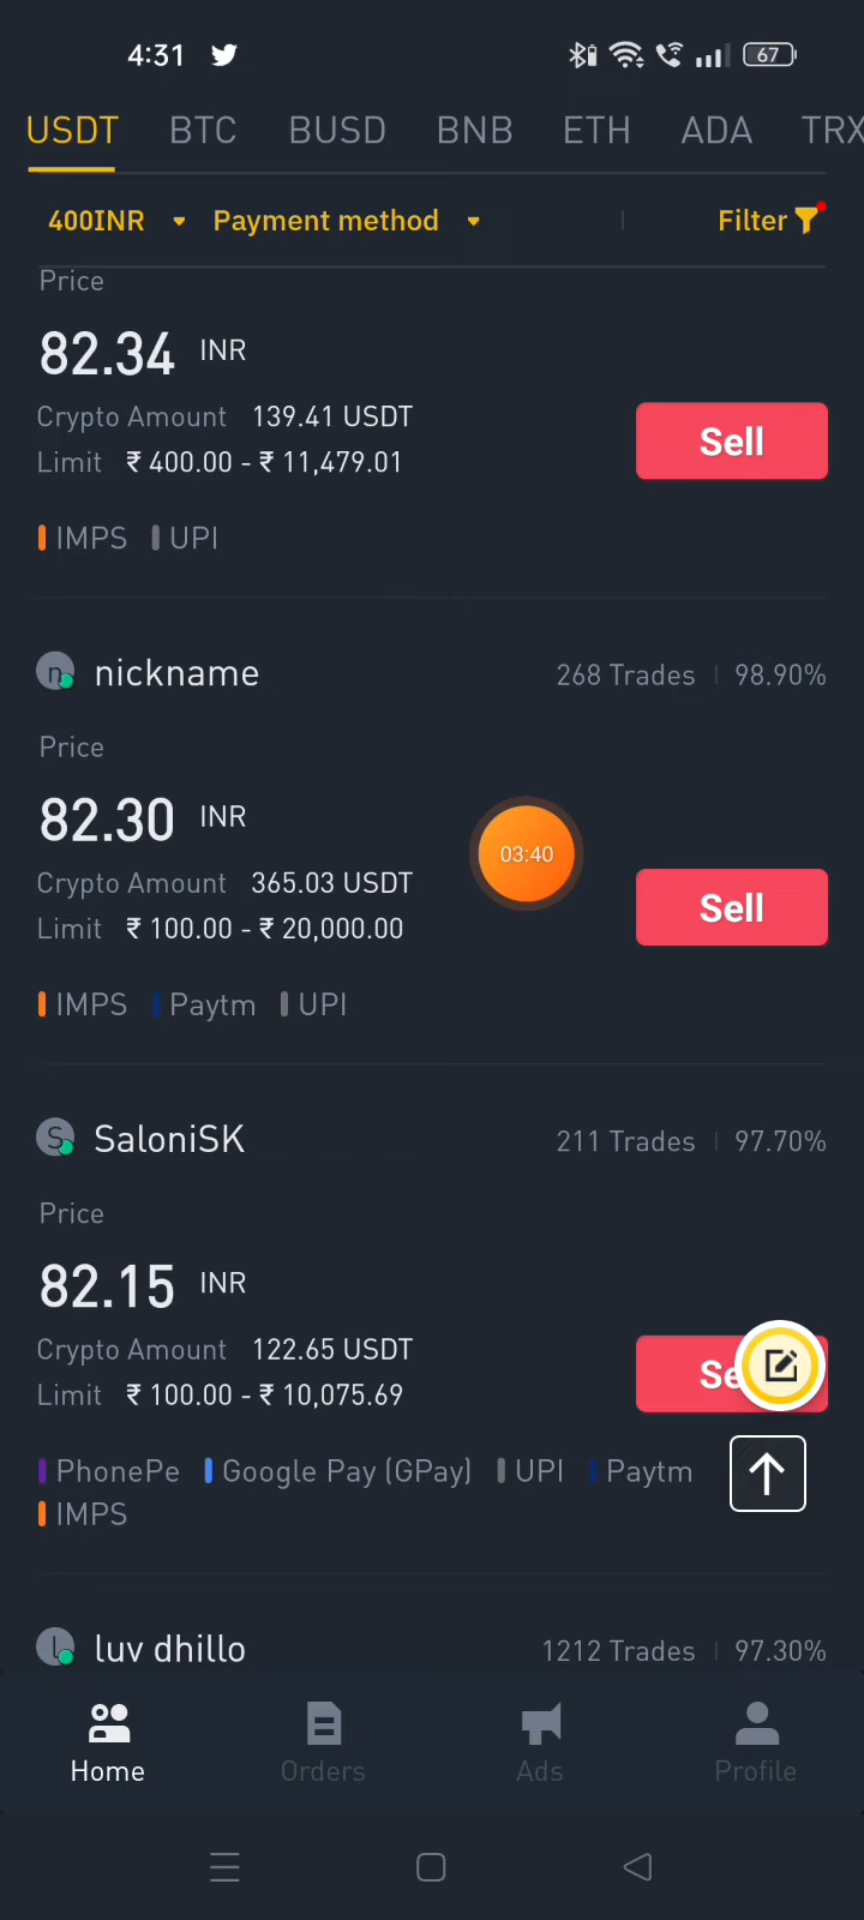 4:31 67
USDT BTC BUSD BNB ETH ADA TRX
400INR Payment method Filter
Price
82.34 INR
Crypto Amount 139.41 USDT
Sell
Limit ₹ 400.00 - ₹ 11,479.01
IMPS UPI
n nickname 268 Trades 98.90%
Price
82.30 INR
03:40
Crypto Amount 365.03 USDT
Sell
Limit ₹ 100.00 - ₹ 20,000.00
IMPS Paytm UPI
S SaloniSK 211 Trades 97.70%
Price
82.15 INR
Crypto Amount 122.65 USDT
Se
Limit ₹ 100.00 - ₹ 10,075.69
PhonePe Google Pay (GPay) UPI Paytm
IMPS
l luv dhillo 1212 Trades 97.30%
Home Orders Ads Profile